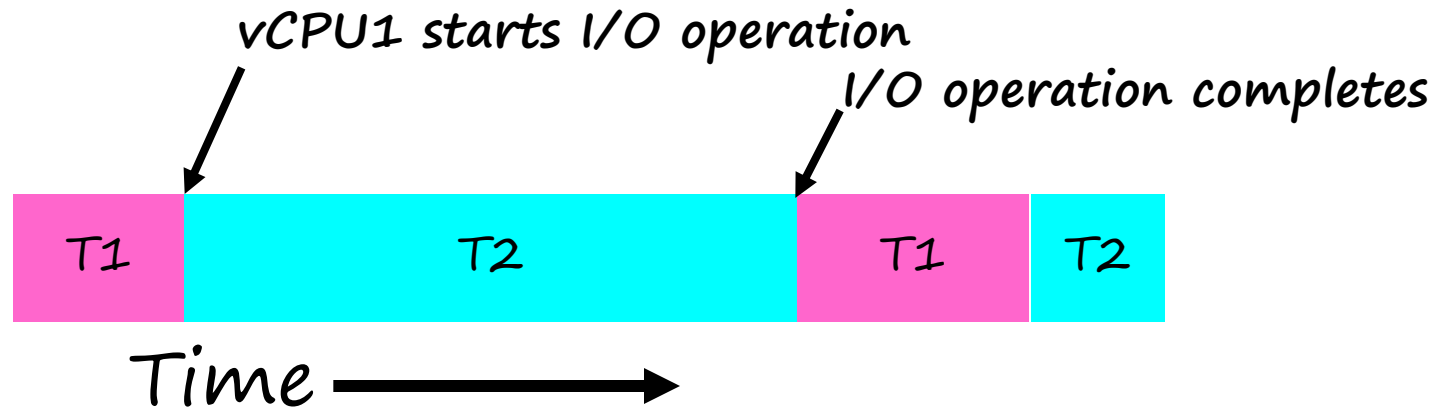 vCPU1 starts I/O operation
I/O operation completes
T1 T2 T1 T2
Time